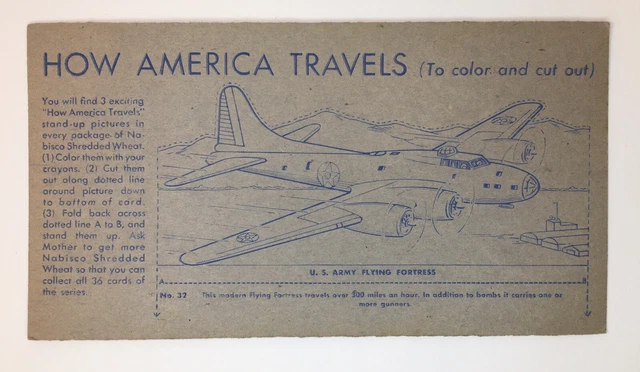 HOW AMERICA TRAVELS (To color and cut out)
You will find 3 exciting
"How America Travels"
stand-up pictures in
every package of Na-
bisco Shredded Wheat.
(1) Color them with your
crayons. (2) Cut them
out along dotted line
around picture down
to bottom of card.
(3) Fold back across
dotted line A to B, and
stand them up. Ask
Mother to get more
Nabisco Shredded
Wheat so that you can
collect all 36 cards of
the series.
U. S. ARMY FLYING FORTRESS
A
B
No. 32 This modern Flying Fortress travels over 300 miles an hour. In addition to bombs it carries one or
more gunners.